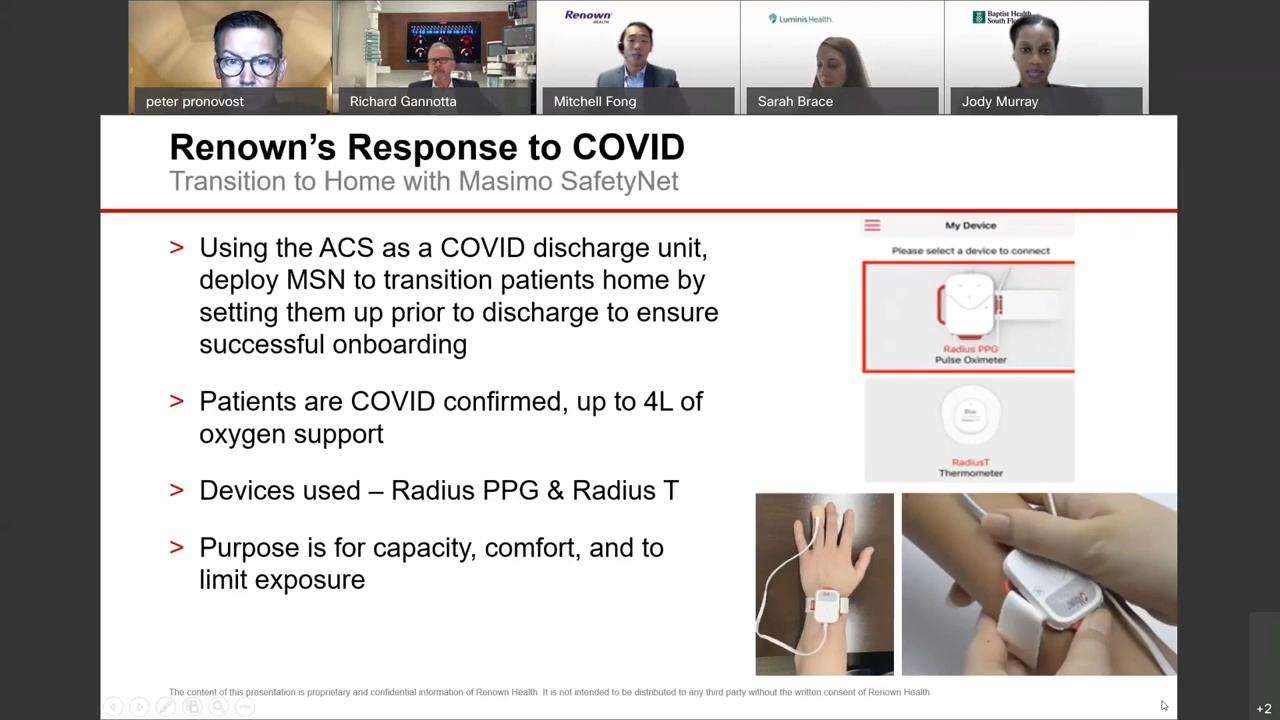 Renown
HEALTH
Luminis Health.
Baptist Health
South Flo
peter pronovost
Richard Gannotta
Mitchell Fong
Sarah Brace
Jody Murray
Renown’s Response to COVID
Transition to Home with Masimo SafetyNet
> Using the ACS as a COVID discharge unit,
deploy MSN to transition patients home by
setting them up prior to discharge to ensure
successful onboarding
> Patients are COVID confirmed, up to 4L of
oxygen support
> Devices used – Radius PPG & Radius T
> Purpose is for capacity, comfort, and to
limit exposure
My Device
Please select a device to connect
Radius PPG
Pulse Oximeter
RadiusT
Thermometer
The content of this presentation is proprietary and confidential information of Renown Health. It is not intended to be distributed to any third party without the written consent of Renown Health
+2